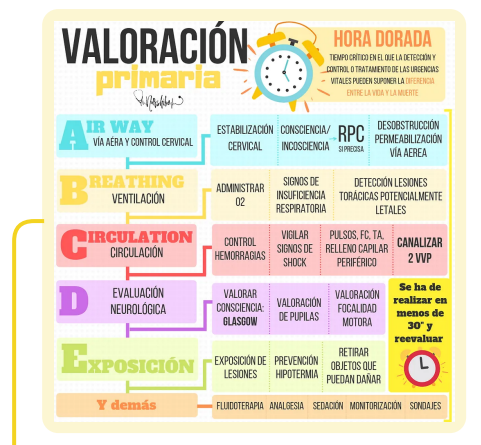 VALORACIÓN
primaria
HORA DORADA
TIEMPO CRÍTICO EN EL QUE LA DETECCIÓN Y
CONTROL O TRATAMIENTO DE LAS URGENCIAS
VITALES PUEDEN SUPONER LA DIFERENCIA
ENTRE LA VIDA Y LA MUERTE
AIR WAY
VÍA AÉRA Y CONTROL CERVICAL
ESTABILIZACIÓN
CERVICAL
CONSCIENCIA/
INCOSCIENCIA
RPC
SI PRECISA
DESOBSTRUCCIÓN
PERMEABILIZACIÓN
VÍA AEREA
BREATHING
VENTILACIÓN
ADMINISTRAR
O2
SIGNOS DE
INSUFICIENCIA
RESPIRATORIA
DETECCIÓN LESIONES
TORÁCICAS POTENCIALMENTE
LETALES
CIRCULATION
CIRCULACIÓN
CONTROL
HEMORRAGIAS
VIGILAR
SIGNOS DE
SHOCK
PULSOS, FC, TA,
RELLENO CAPILAR
PERIFÉRICO
CANALIZAR
2 VVP
D
EVALUACIÓN
NEUROLÓGICA
VALORAR
CONSCIENCIA:
GLASGOW
VALORACIÓN
DE PUPILAS
VALORACIÓN
FOCALIDAD
MOTORA
Se ha de
realizar en
menos de
30" y
reevaluar
EXPOSICIÓN
EXPOSICIÓN DE
LESIONES
PREVENCIÓN
HIPOTERMIA
RETIRAR
OBJETOS QUE
PUEDAN DAÑAR
Y demás
FLUIDOTERAPIA ANALGESIA SEDACIÓN MONITORIZACIÓN SONDAJES